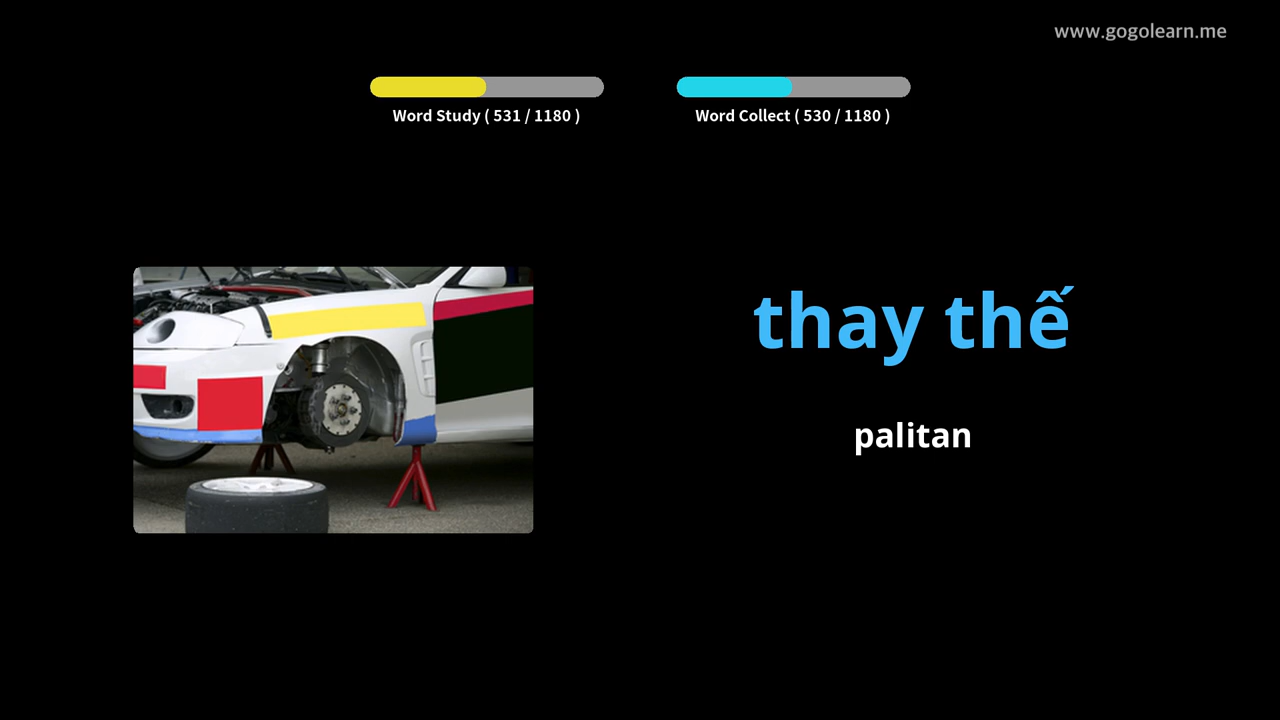 www.gogolearn.me
Word Study ( 531 / 1180 )
Word Collect ( 530 / 1180 )
thay thế
palitan